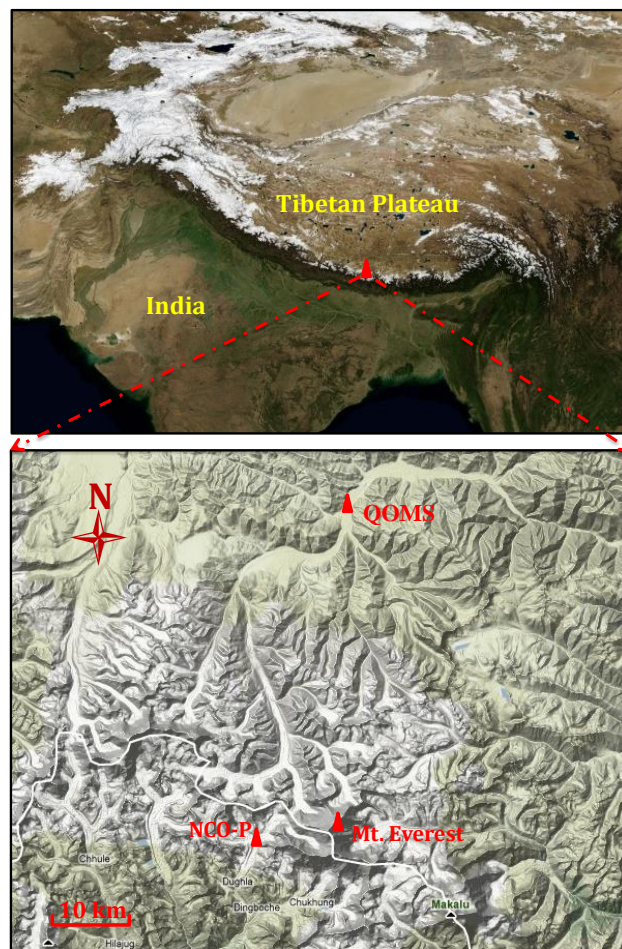 Tibetan Plateau
India
N
QOMS
NCO-P
Mt. Everest
Chhule
Dughla
Dingboche
Chukhung
Makalu
10 km
Hilajug